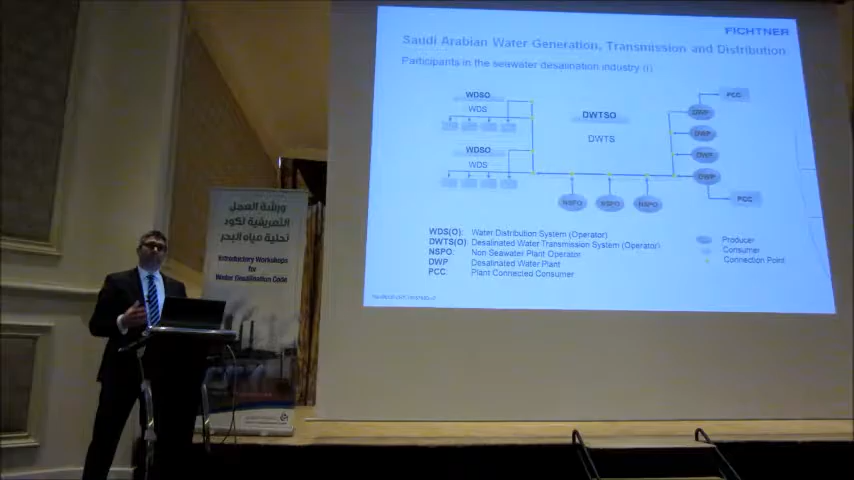 FICHTNER
Saudi Arabian Water Generation, Transmission and Distribution
Participants in the seawater desalination industry (I)
WDSO
WDS
DWTSO
DWTS
WDSO
WDS
PCC
DWP
DWP
DWP
DWP
PCC
NSPO
NSPO
NSPO
WDS(O): Water Distribution System (Operator)
DWTS(O): Desalinated Water Transmission System (Operator)
NSPO: Non Seawater Plant Operator
DWP Desalinated Water Plant
PCC: Plant Connected Consumer
Producer
Consumer
Connection Point
ورشة العمل
التعريفية لكود
تحلية مياه البحر
Introductory Workshops
for
Water Desalination Code